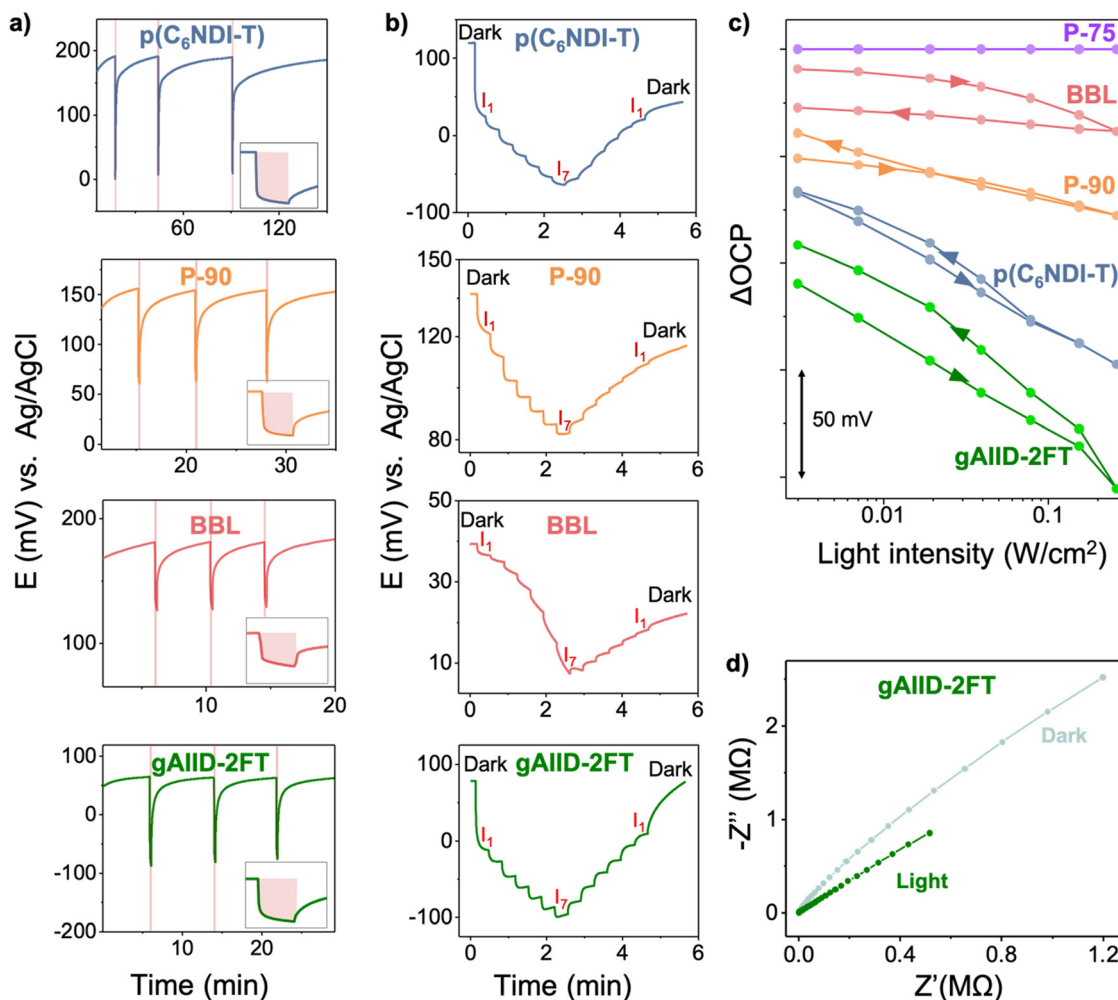 a)
p(C₆NDI-T)
200
100
0
60
120
P-90
150
100
50
0
20
30
BBL
200
100
10
20
gAIID-2FT
100
0
-100
-200
10
20
E (mV) vs. Ag/AgCl
Time (min)
b)
100
0
-100
Dark
p(C₆NDI-T)
Dark
I₁
I₁
I₇
0
2
4
6
150
120
80
Dark
P-90
I₁
Dark
I₁
I₇
0
2
4
6
50
30
10
Dark
BBL
I₁
Dark
I₁
I₇
0
2
4
6
100
0
-100
Dark
gAIID-2FT
Dark
I₁
I₁
I₇
0
2
4
6
E (mV) vs. Ag/AgCl
Time (min)
c)
P-75
BBL
P-90
p(C₆NDI-T)
gAIID-2FT
50 mV
ΔOCP
0.01
0.1
Light intensity (W/cm²)
d)
gAIID-2FT
Dark
Light
2
0
-Z'' (MΩ)
0.0
0.4
0.8
1.2
Z'(MΩ)